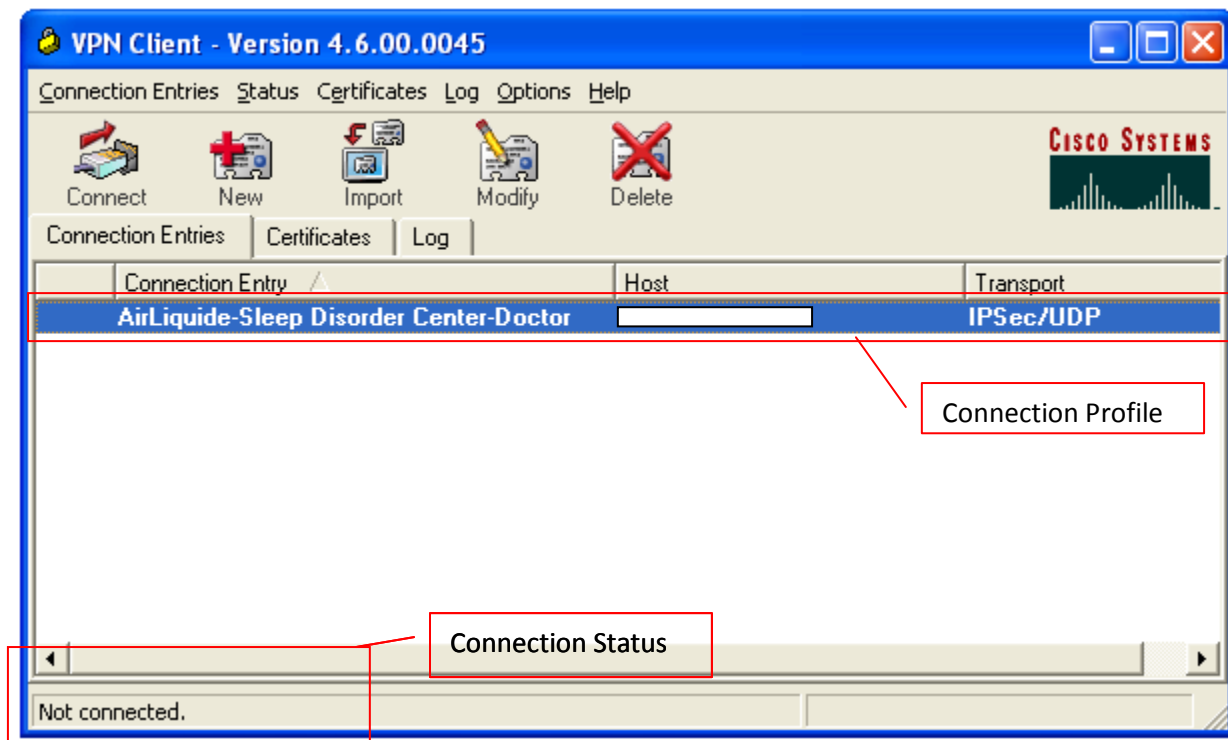 VPN Client - Version 4.6.00.0045
Connection Entries Status Certificates Log Options Help
CISCO SYSTEMS
Connect New Import Modify Delete
Connection Entries Certificates Log
Connection Entry Host Transport
AirLiquide-Sleep Disorder Center-Doctor IPSec/UDP
Connection Profile
Connection Status
Not connected.